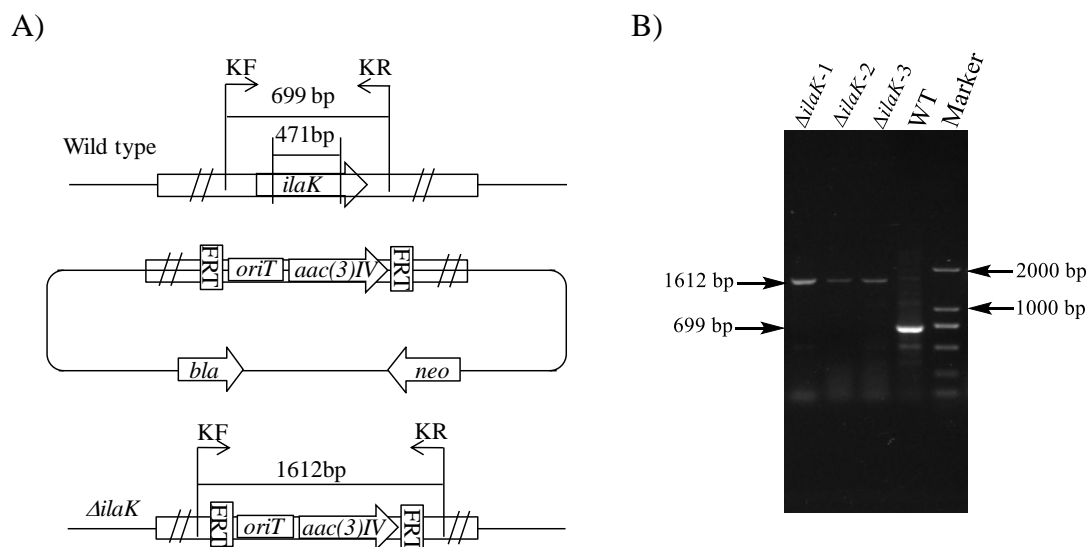 A)
KF
KR
699 bp
471bp
Wild type
ilaK
FRT
oriT
aac(3)IV
FRT
bla
neo
KF
KR
1612bp
ΔilaK
FRT
oriT
aac(3)IV
FRT
B)
ΔilaK-1
ΔilaK-2
ΔilaK-3
WT
Marker
1612 bp
2000 bp
1000 bp
699 bp